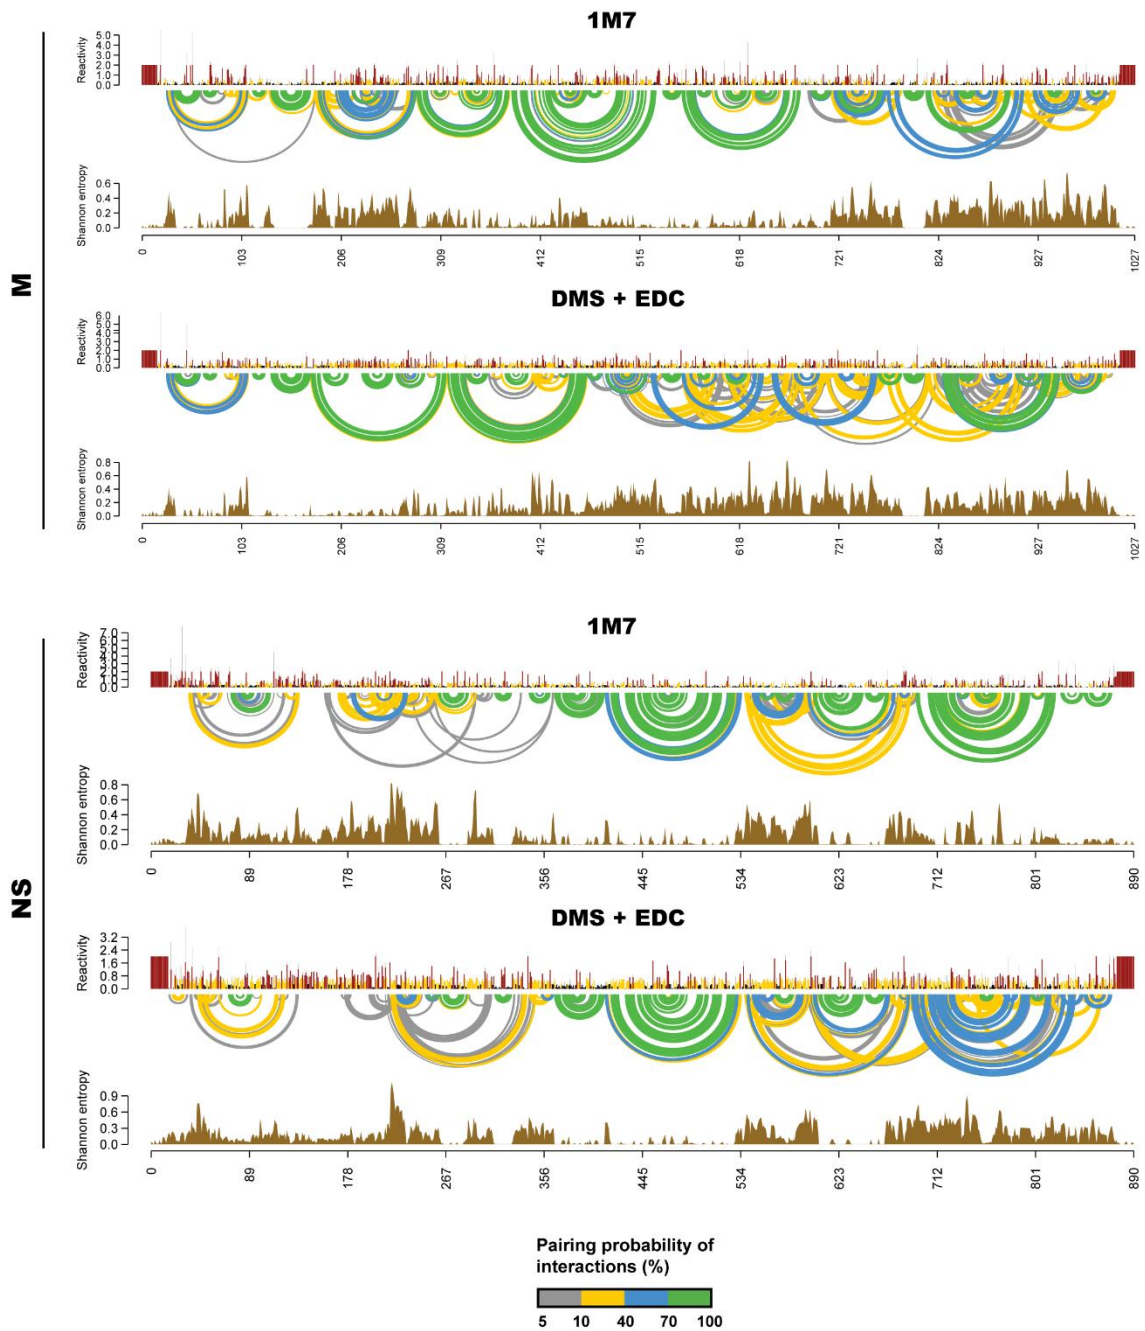 M
1M7
Reactivity
5.0
4.0
3.0
2.0
1.0
0.0
Shannon entropy
0.6
0.4
0.2
0.0
0 103 206 309 412 515 618 721 824 927 1027
DMS + EDC
Reactivity
6.0
5.0
4.0
3.0
2.0
1.0
0.0
Shannon entropy
0.8
0.6
0.4
0.2
0.0
0 103 206 309 412 515 618 721 824 927 1027
NS
1M7
Reactivity
7.0
6.0
5.0
4.0
3.0
2.0
1.0
0.0
Shannon entropy
0.8
0.6
0.4
0.2
0.0
0 89 178 267 356 445 534 623 712 801 890
DMS + EDC
Reactivity
3.2
2.4
1.6
0.8
0.0
Shannon entropy
0.9
0.6
0.3
0.0
0 89 178 267 356 445 534 623 712 801 890
Pairing probability of
interactions (%)
5 10 40 70 100